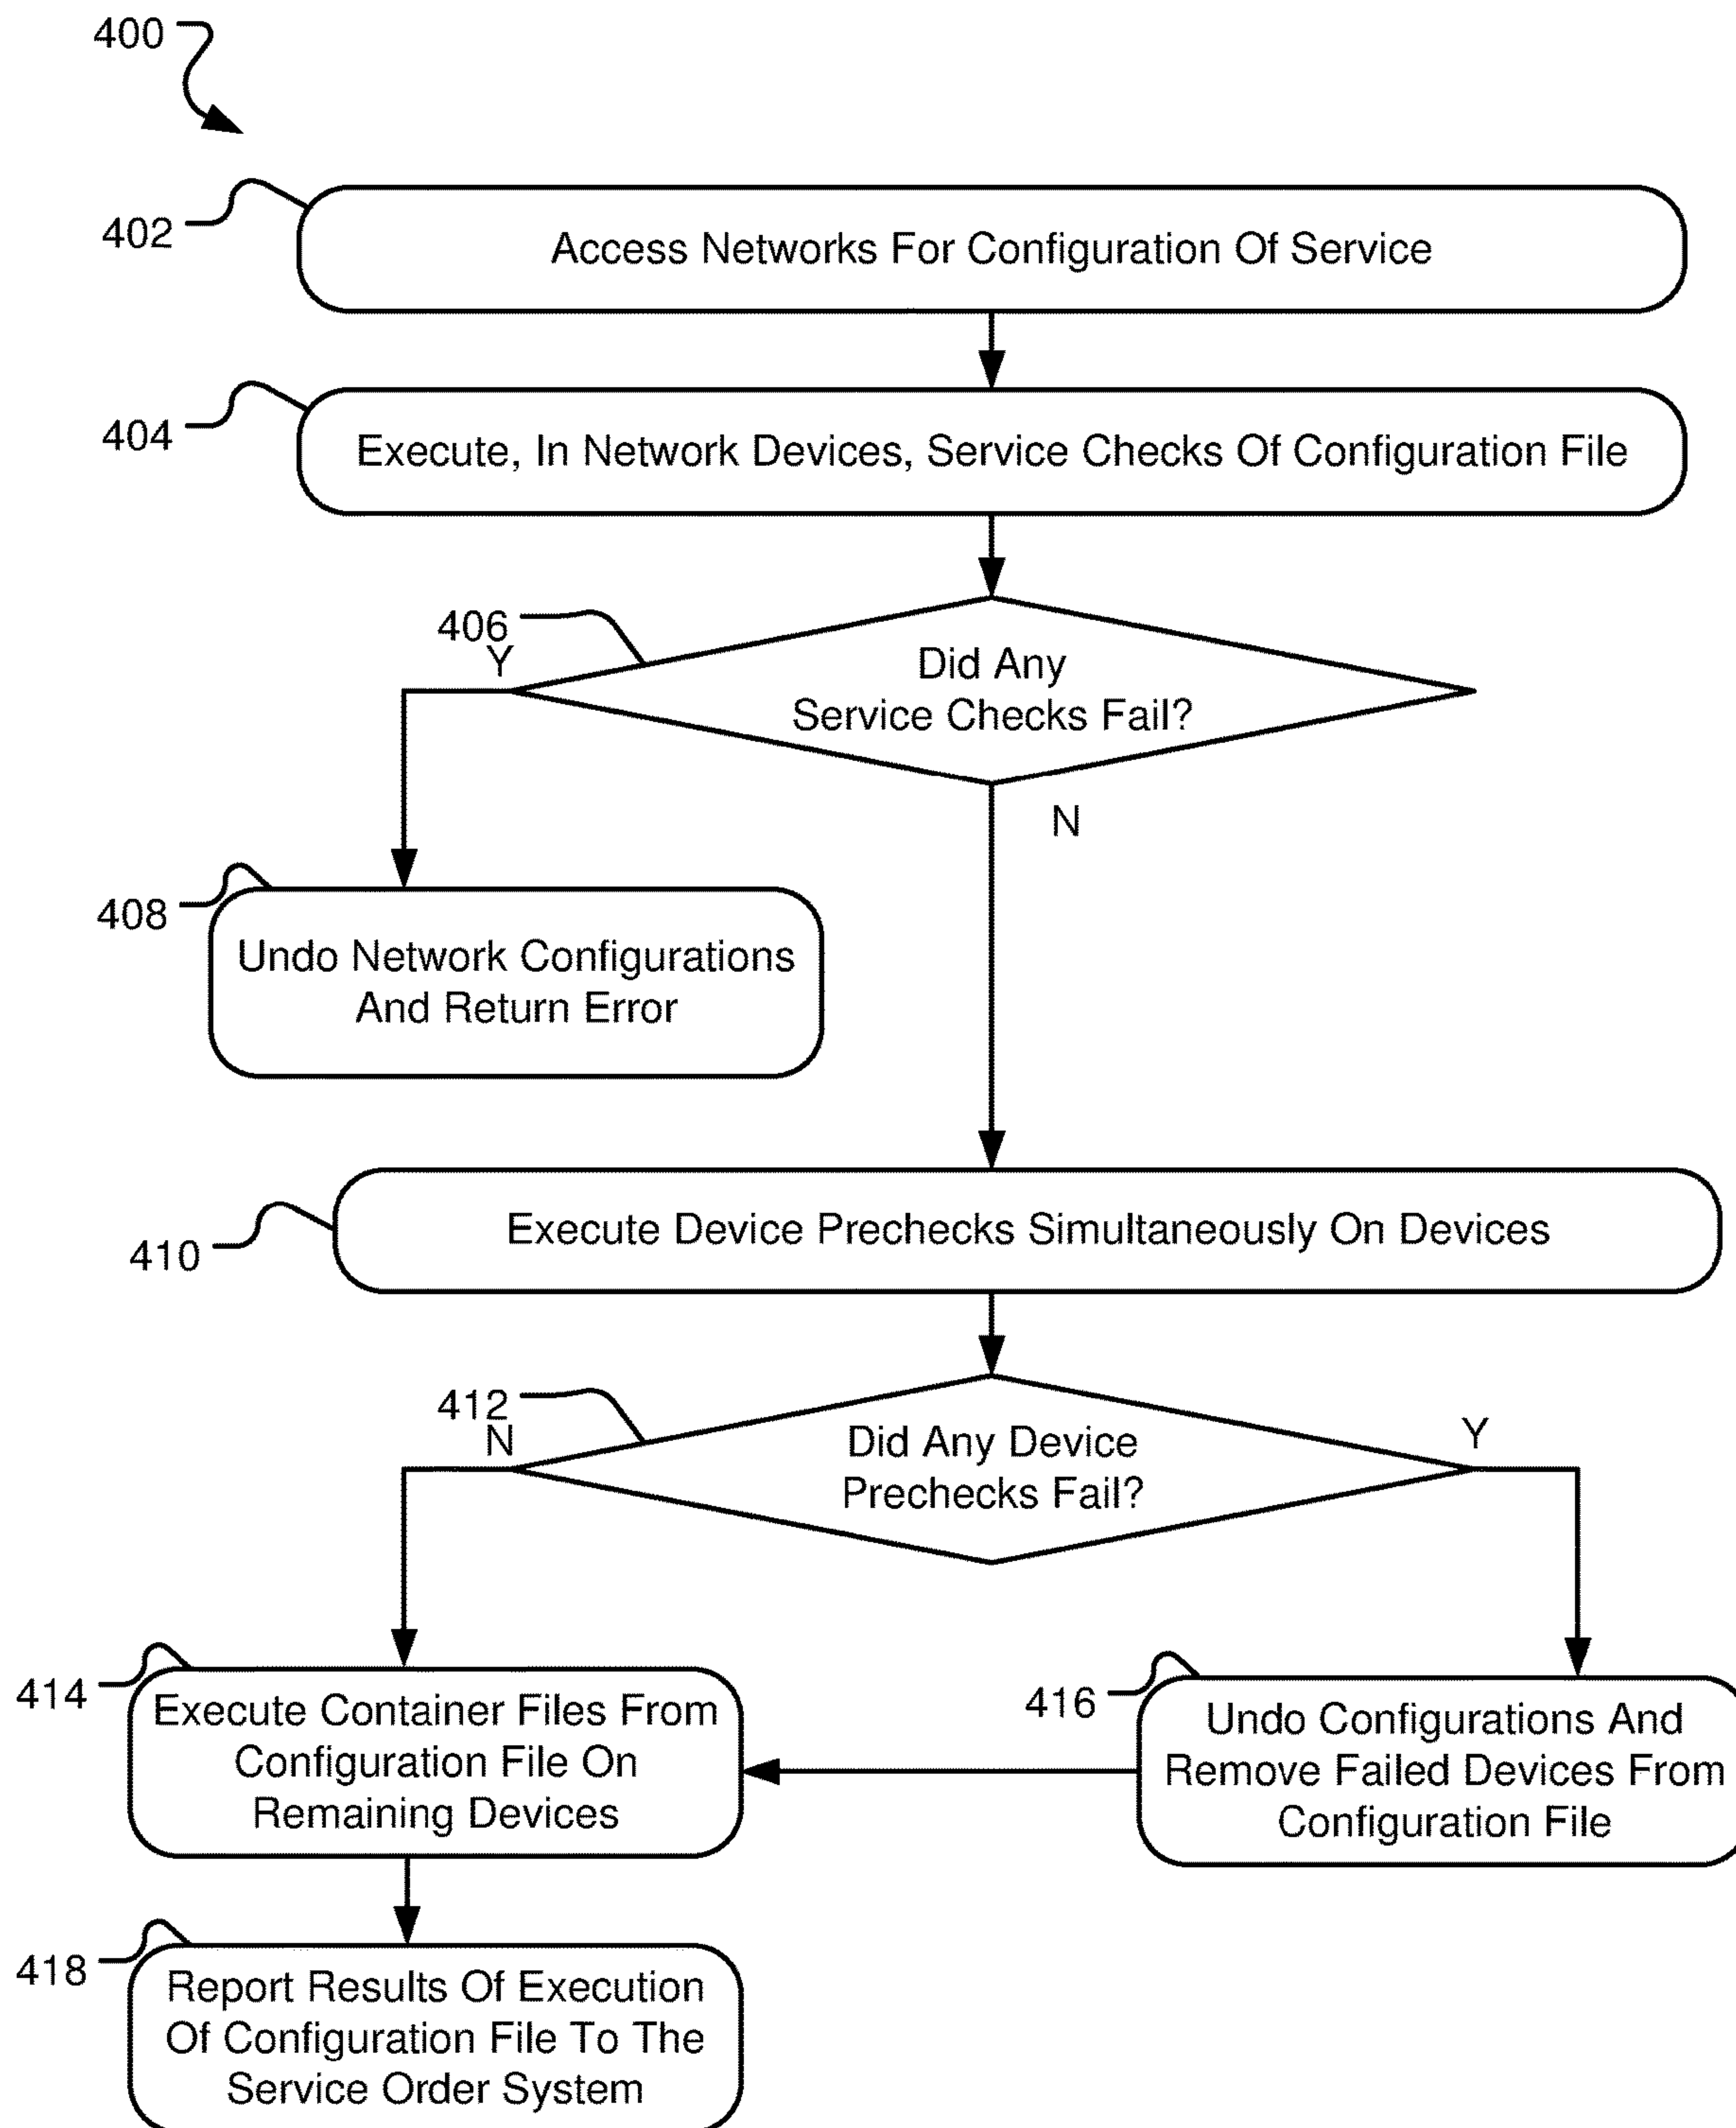 400
402
Access Networks For Configuration Of Service
404
Execute, In Network Devices, Service Checks Of Configuration File
406
Y
Did Any
Service Checks Fail?
N
408
Undo Network Configurations
And Return Error
410
Execute Device Prechecks Simultaneously On Devices
412
N
Did Any Device
Prechecks Fail?
Y
414
Execute Container Files From
Configuration File On
Remaining Devices
416
Undo Configurations And
Remove Failed Devices From
Configuration File
418
Report Results Of Execution
Of Configuration File To The
Service Order System